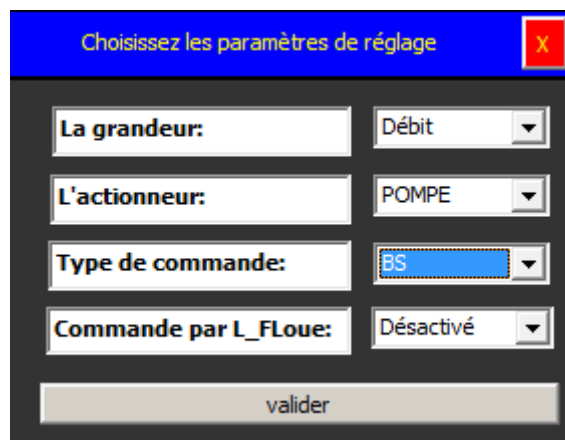 Choisissez les paramètres de réglage X
La grandeur: Débit
L'actionneur: POMPE
Type de commande: BS
Commande par L_FLoue: Désactivé
valider